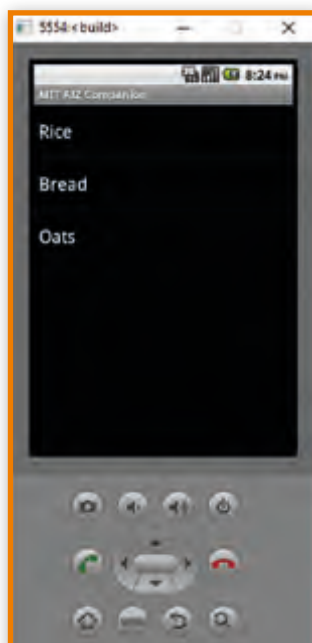 5554:<build>
8:24 PM
MIT AI2 Companion
Rice
Bread
Oats